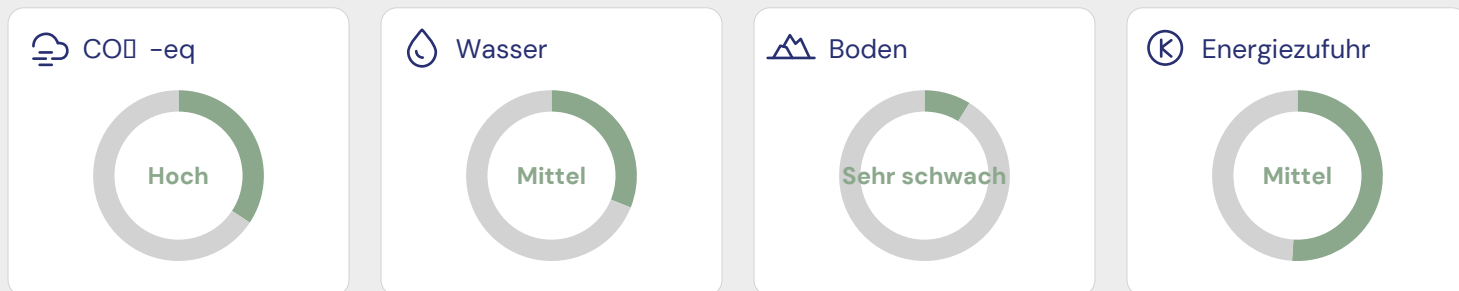 CO▯ -eq
Hoch
Wasser
Mittel
Boden
Sehr schwach
Energiezufuhr
Mittel